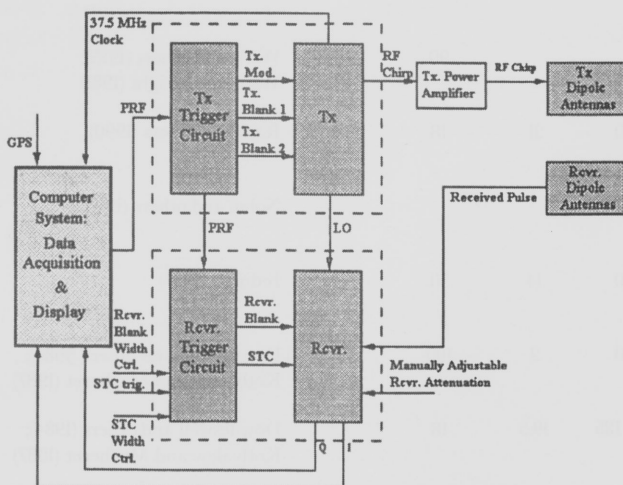 37.5 MHz
Clock
GPS
PRF
Tx
Trigger
Circuit
Tx.
Mod.
Tx.
Blank 1
Tx.
Blank 2
Tx
RF
Chirp
Tx. Power
Amplifier
RF Chirp
Tx
Dipole
Antennas
Rcvr.
Dipole
Antennas
Received Pulse
Computer
System:
Data
Acquisition
&
Display
PRF
LO
Rcvr.
Blank
Width
Ctrl.
STC trig.
STC
Width
Ctrl.
Rcvr.
Trigger
Circuit
Rcvr.
Blank
STC
Rcvr.
Manually Adjustable
Rcvr. Attenuation
Q
I